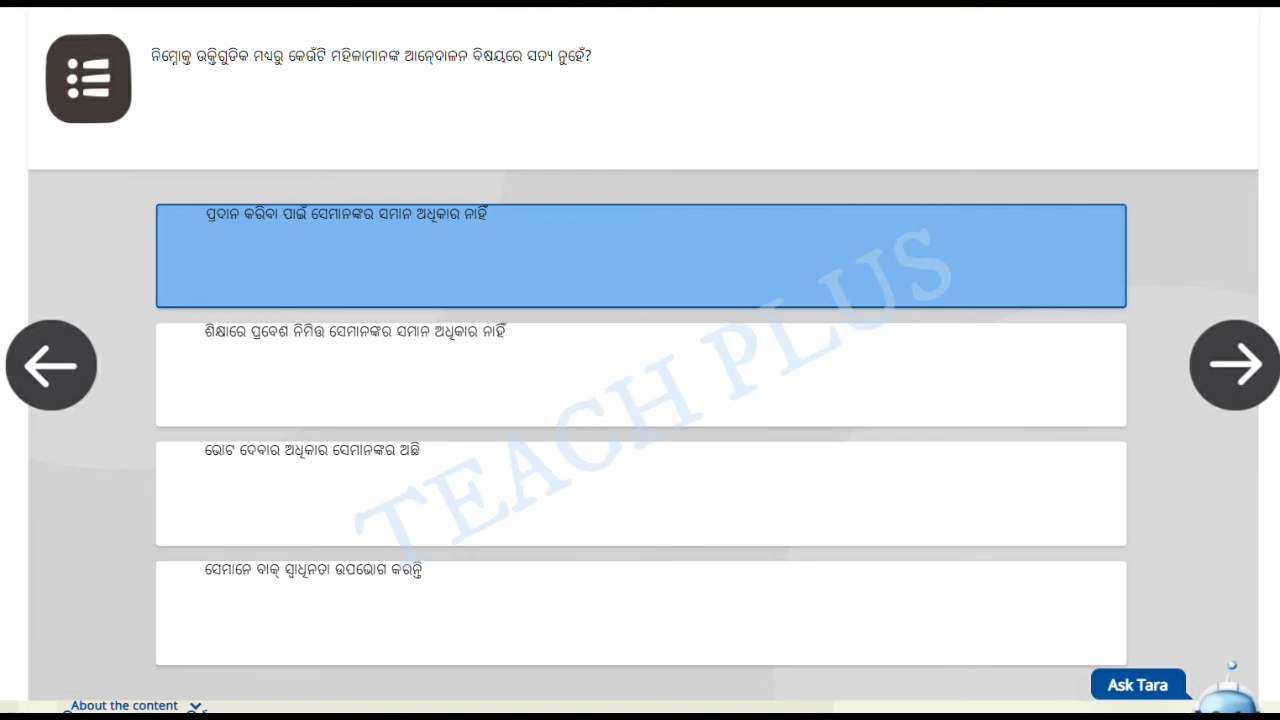 ନିମ୍ନୋକ୍ତ ଉକ୍ତିଗୁଡିକ ମଧ୍ୟରୁ କେଉଁଟି ମହିଳାମାନଙ୍କ ଆନ୍ଦୋଳନ ବିଷୟରେ ସତ୍ୟ ନୁହେଁ?
ପ୍ରଦାନ କରିବା ପାଇଁ ସେମାନଙ୍କର ସମାନ ଅଧିକାର ନାହିଁ
ଶିକ୍ଷାରେ ପ୍ରବେଶ ନିମିତ୍ତ ସେମାନଙ୍କର ସମାନ ଅଧିକାର ନାହିଁ
TEACH PLUS
ଭୋଟ ଦେବାର ଅଧିକାର ସେମାନଙ୍କର ଅଛି
ସେମାନେ ବାକ୍ ସ୍ୱାଧିନତା ଉପଭୋଗ କରନ୍ତି
Ask Tara
About the content